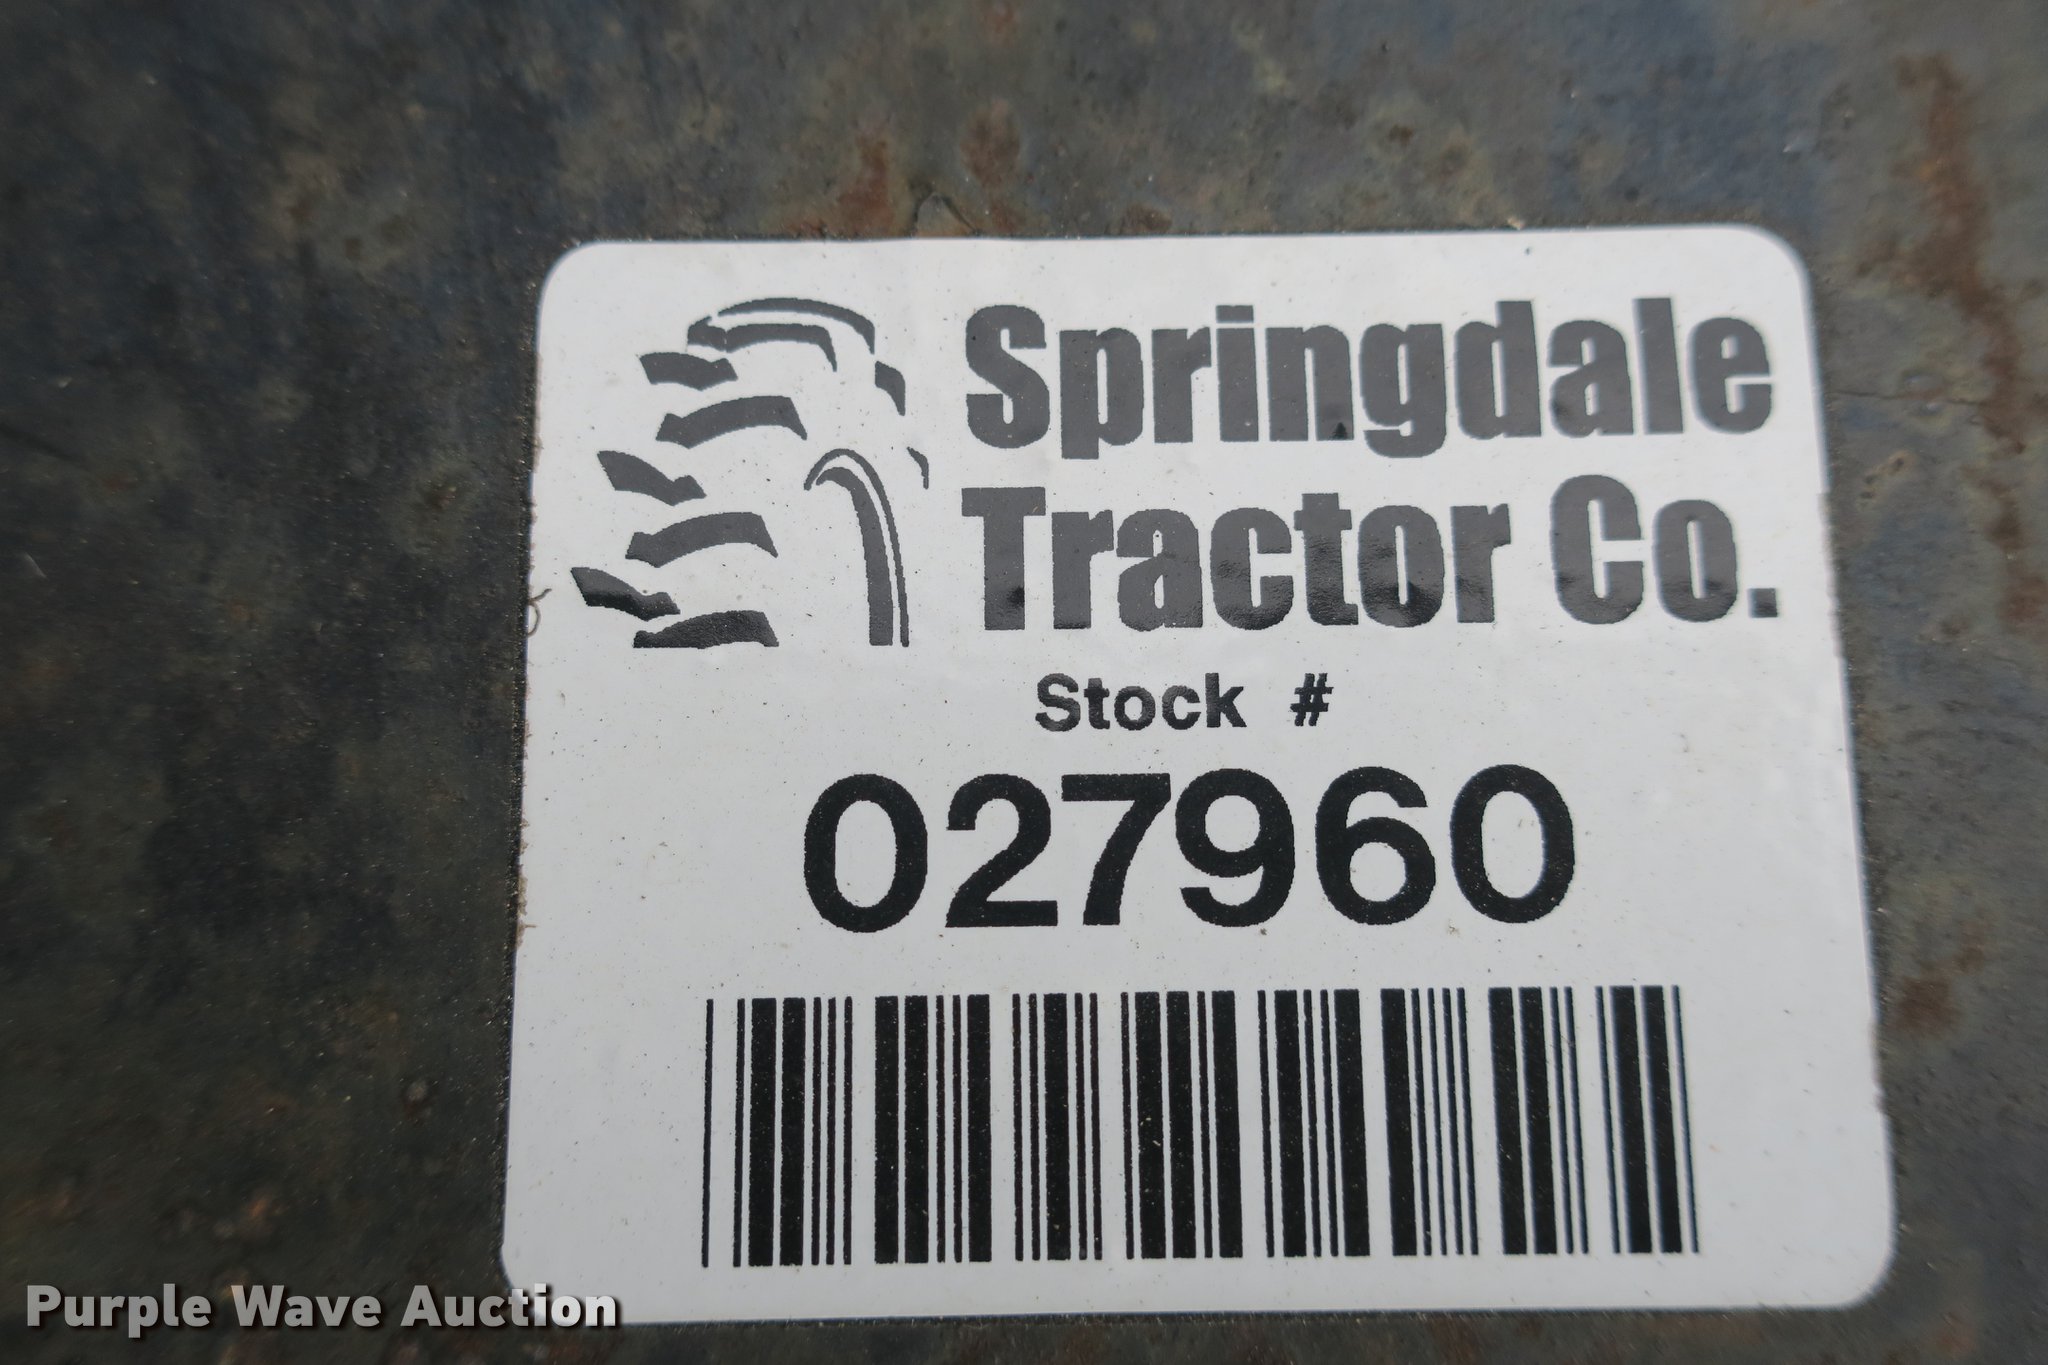 Springdale
Tractor Co.
Stock #
027960
Purple Wave Auction